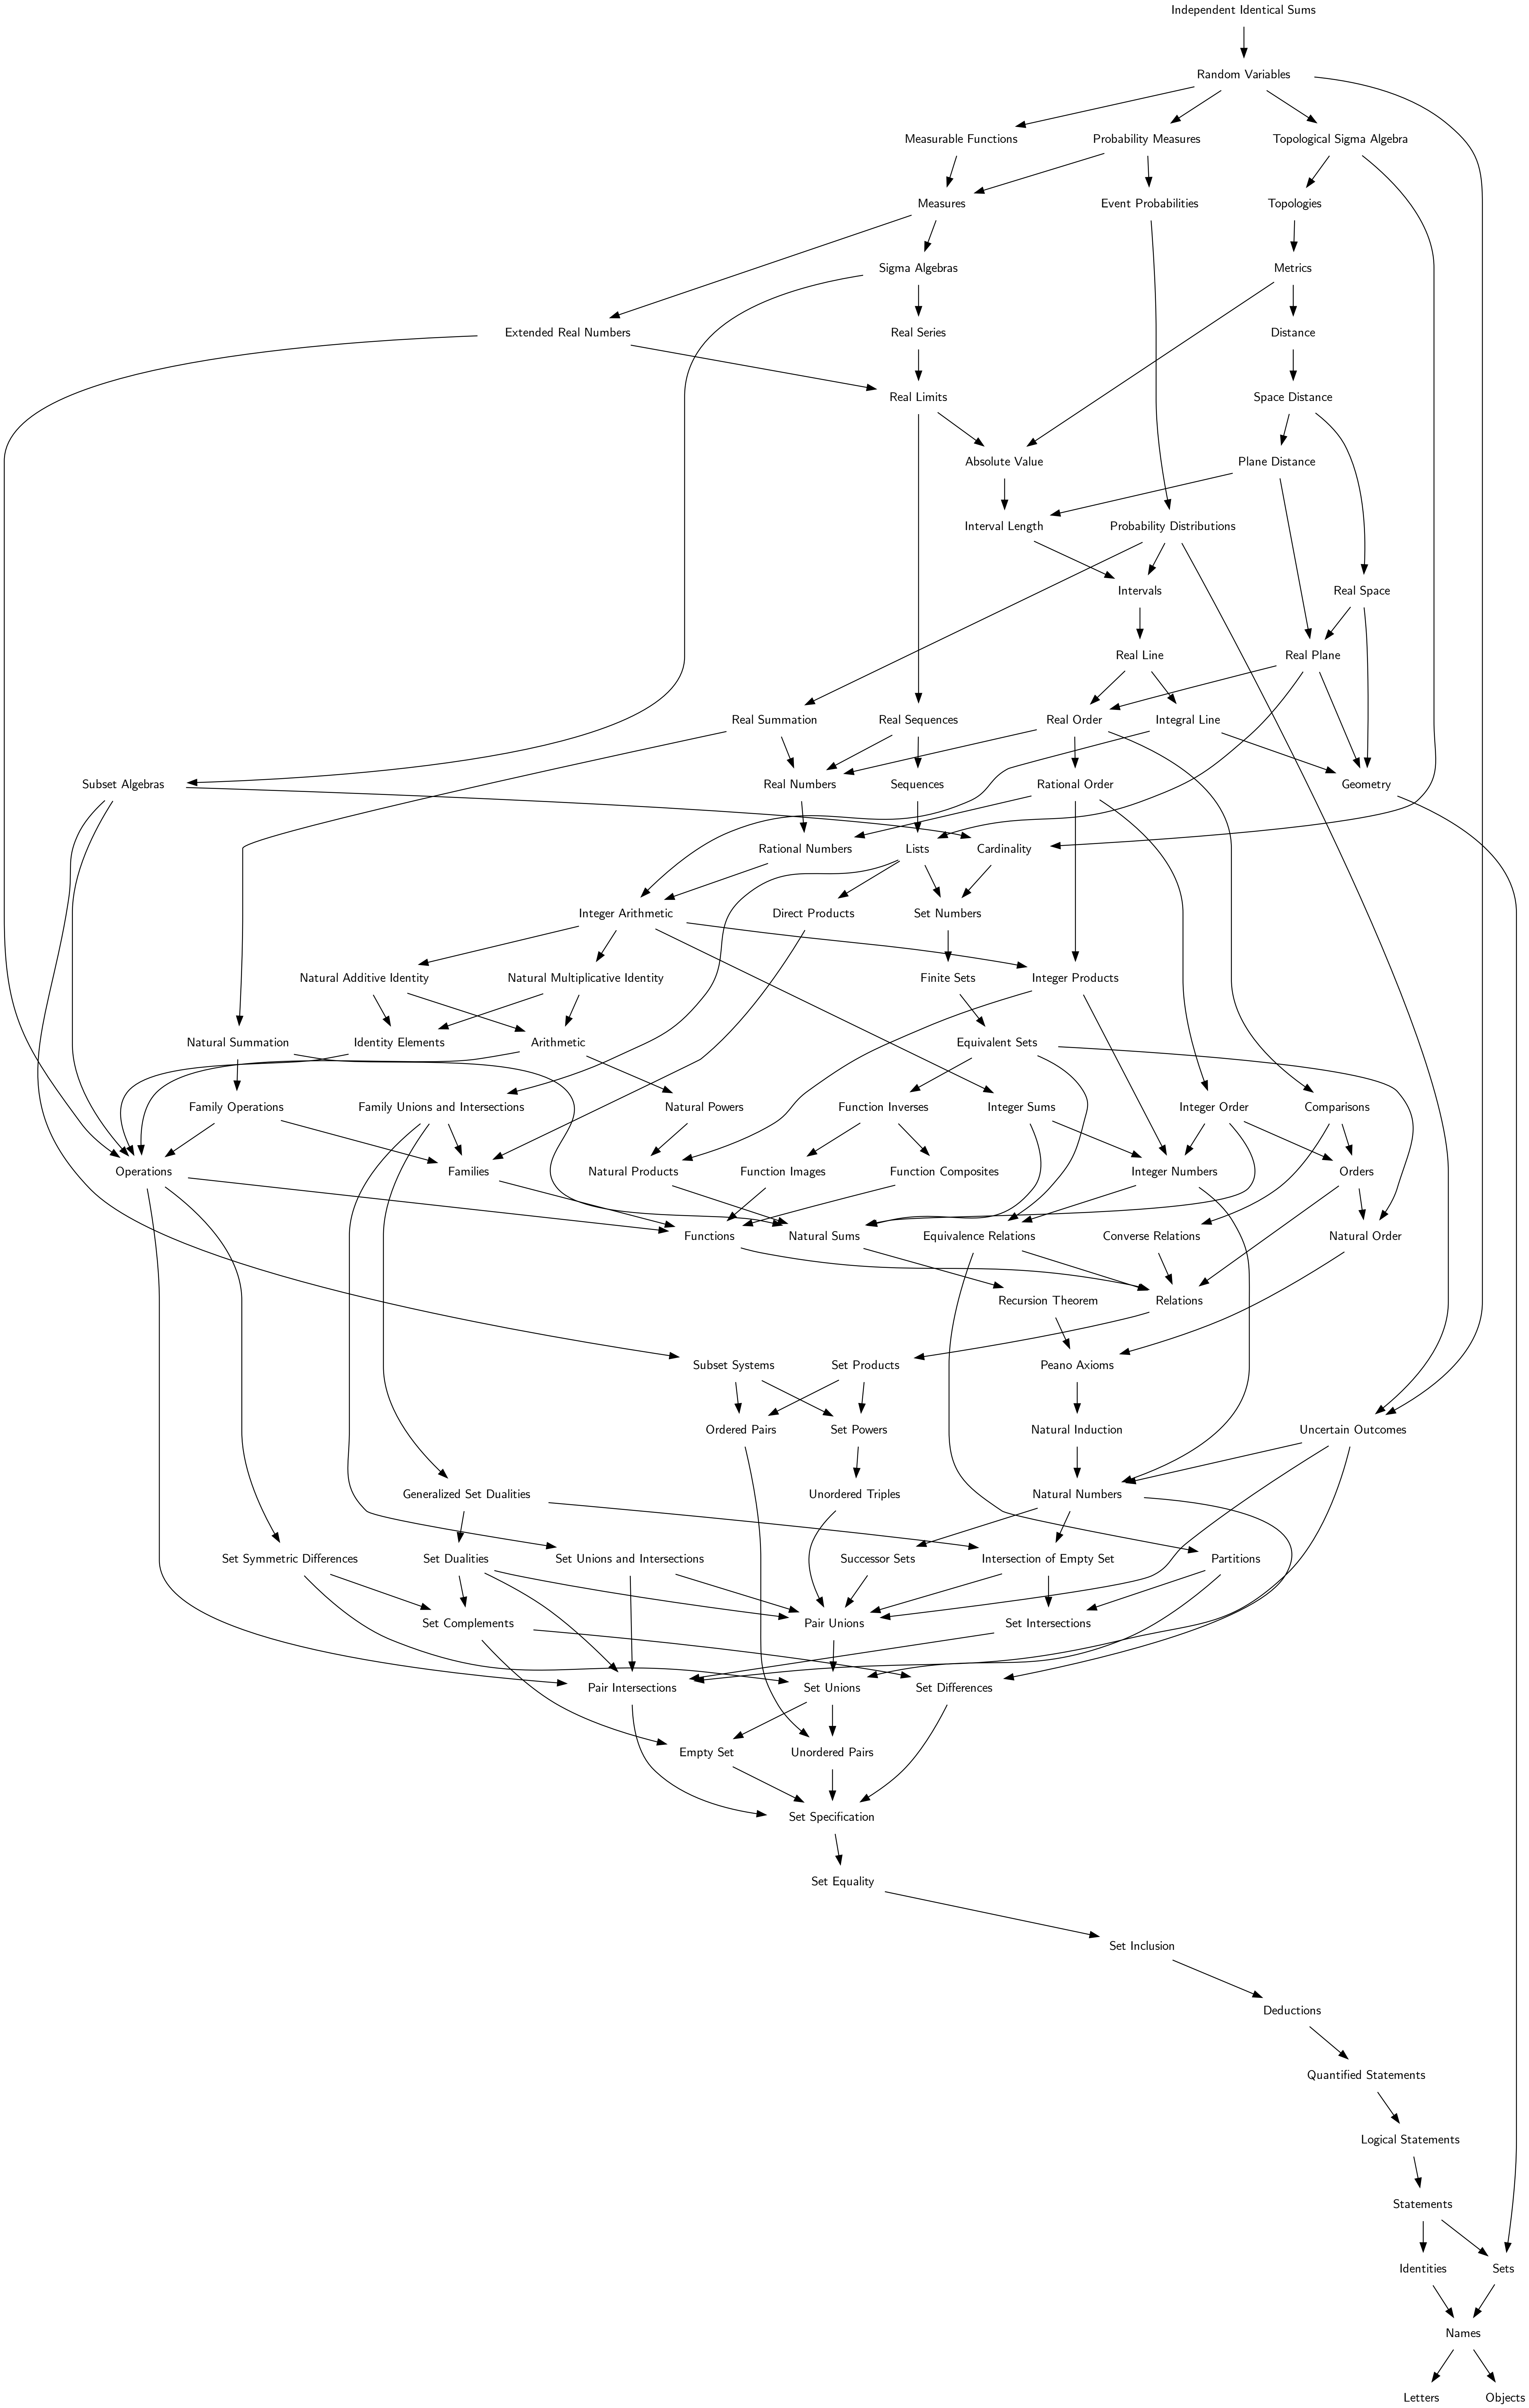 Independent Identical Sums
Random Variables
Measurable Functions
Probability Measures
Topological Sigma Algebra
Measures
Event Probabilities
Topologies
Sigma Algebras
Metrics
Extended Real Numbers
Real Series
Distance
Real Limits
Space Distance
Absolute Value
Plane Distance
Interval Length
Probability Distributions
Intervals
Real Space
Real Line
Real Plane
Real Summation
Real Sequences
Real Order
Integral Line
Subset Algebras
Real Numbers
Sequences
Rational Order
Geometry
Rational Numbers
Lists
Cardinality
Integer Arithmetic
Direct Products
Set Numbers
Natural Additive Identity
Natural Multiplicative Identity
Finite Sets
Integer Products
Natural Summation
Identity Elements
Arithmetic
Equivalent Sets
Family Operations
Family Unions and Intersections
Natural Powers
Function Inverses
Integer Sums
Integer Order
Comparisons
Operations
Families
Natural Products
Function Images
Function Composites
Integer Numbers
Orders
Functions
Natural Sums
Equivalence Relations
Converse Relations
Natural Order
Recursion Theorem
Relations
Subset Systems
Set Products
Peano Axioms
Ordered Pairs
Set Powers
Natural Induction
Uncertain Outcomes
Generalized Set Dualities
Unordered Triples
Natural Numbers
Set Symmetric Differences
Set Dualities
Set Unions and Intersections
Successor Sets
Intersection of Empty Set
Partitions
Set Complements
Pair Unions
Set Intersections
Pair Intersections
Set Unions
Set Differences
Empty Set
Unordered Pairs
Set Specification
Set Equality
Set Inclusion
Deductions
Quantified Statements
Logical Statements
Statements
Identities
Sets
Names
Letters
Objects